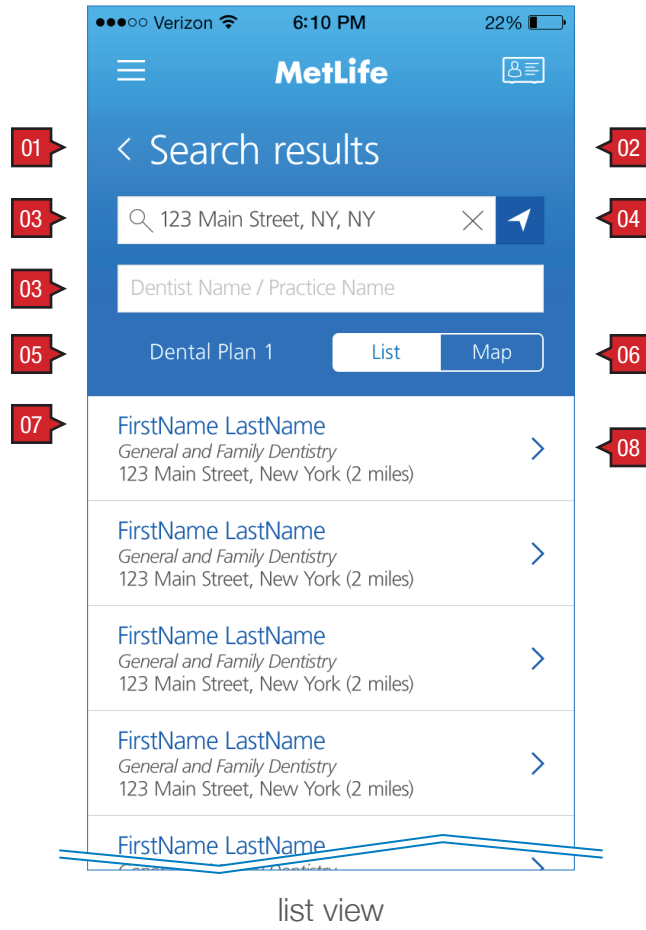 Verizon 6:10 PM 22%
MetLife
01 Search results 02
03 123 Main Street, NY, NY 04
03 Dentist Name / Practice Name
05 Dental Plan 1 List Map 06
07 FirstName LastName
General and Family Dentistry
123 Main Street, New York (2 miles) 08
FirstName LastName
General and Family Dentistry
123 Main Street, New York (2 miles)
FirstName LastName
General and Family Dentistry
123 Main Street, New York (2 miles)
FirstName LastName
General and Family Dentistry
123 Main Street, New York (2 miles)
FirstName LastName
list view